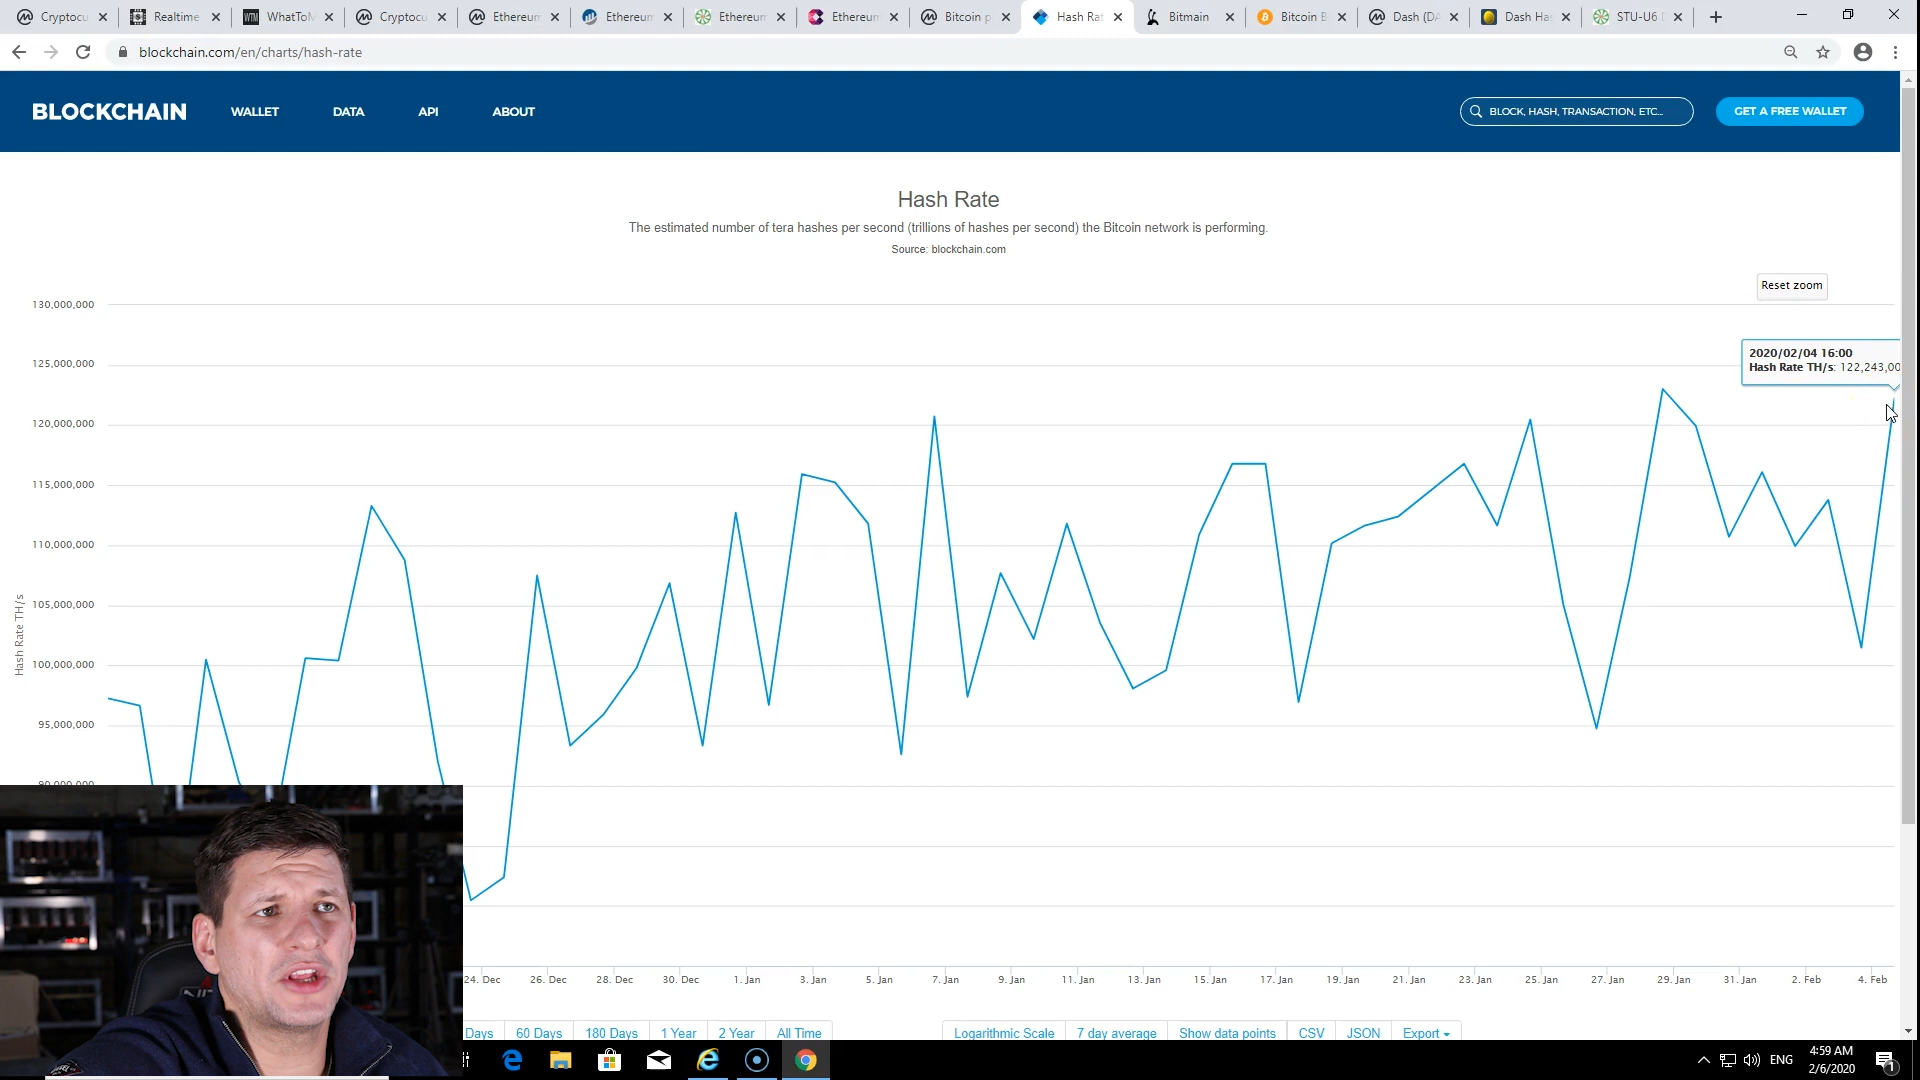 Cryptocu
Realtime
WhatToM
Cryptocu
Ethereum
Ethereum
Ethereum
Ethereum
Bitcoin p
Hash Rat
Bitmain
Bitcoin B
Dash (DA
Dash Has
STU-U6
blockchain.com/en/charts/hash-rate
BLOCKCHAIN
WALLET
DATA
API
ABOUT
BLOCK, HASH, TRANSACTION, ETC...
GET A FREE WALLET
Hash Rate
The estimated number of tera hashes per second (trillions of hashes per second) the Bitcoin network is performing.
Source: blockchain.com
Reset zoom
2020/02/04 16:00
Hash Rate TH/s: 122,243,00
130,000,000
125,000,000
120,000,000
115,000,000
110,000,000
105,000,000
100,000,000
95,000,000
90,000,000
Hash Rate TH/s
24. Dec
26. Dec
28. Dec
30. Dec
1. Jan
3. Jan
5. Jan
7. Jan
9. Jan
11. Jan
13. Jan
15. Jan
17. Jan
19. Jan
21. Jan
23. Jan
25. Jan
27. Jan
29. Jan
31. Jan
2. Feb
4. Feb
Days
60 Days
180 Days
1 Year
2 Year
All Time
Logarithmic Scale
7 day average
Show data points
CSV
JSON
Export
ENG
4:59 AM
2/6/2020
1